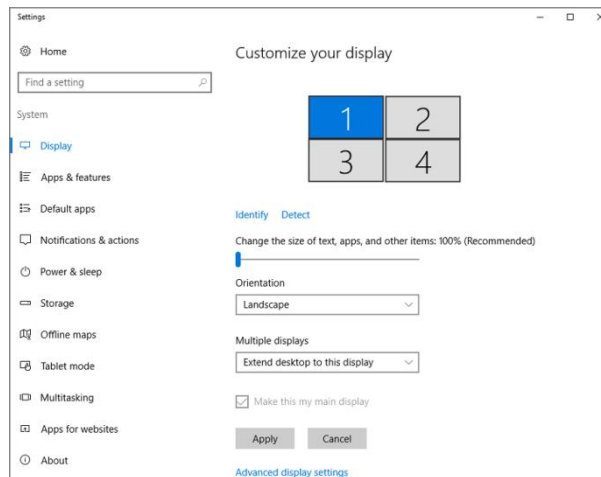 Settings
Home
Find a setting
System
Display
Apps & features
Default apps
Notifications & actions
Power & sleep
Storage
Offline maps
Tablet mode
Multitasking
Apps for websites
About
Customize your display
1 2
3 4
Identify Detect
Change the size of text, apps, and other items: 100% (Recommended)
Orientation
Landscape
Multiple displays
Extend desktop to this display
Make this my main display
Apply Cancel
Advanced display settings